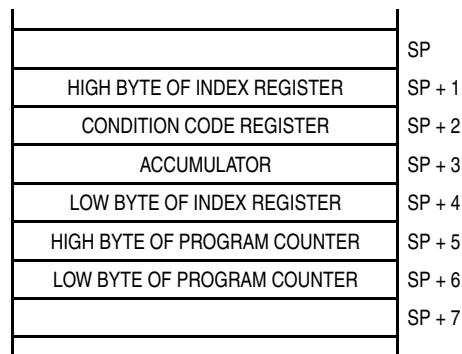 SP
HIGH BYTE OF INDEX REGISTER SP + 1
CONDITION CODE REGISTER SP + 2
ACCUMULATOR SP + 3
LOW BYTE OF INDEX REGISTER SP + 4
HIGH BYTE OF PROGRAM COUNTER SP + 5
LOW BYTE OF PROGRAM COUNTER SP + 6
SP + 7